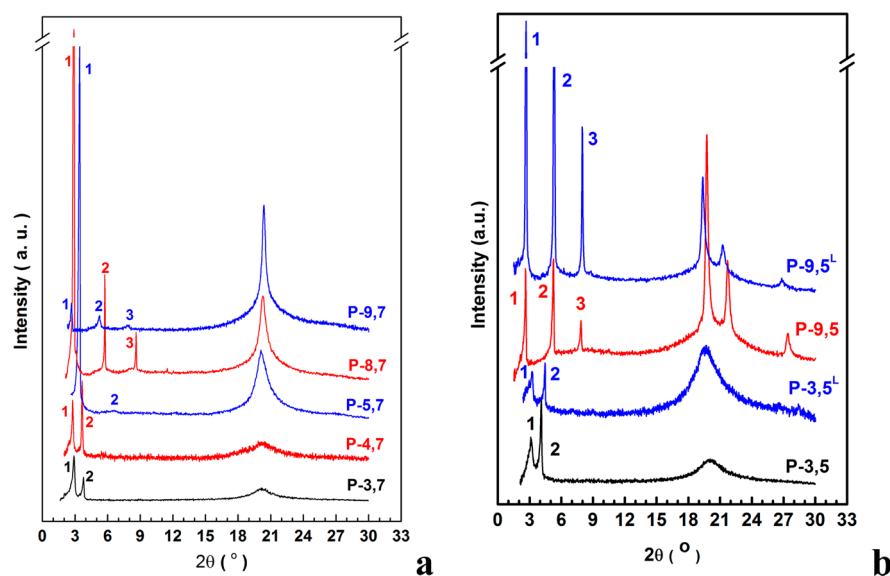 1
1
2
2
3
1
3
2
1
2
1
2
P-9,7
P-8,7
P-5,7
P-4,7
P-3,7
Intensity ( a. u.)
0 3 6 9 12 15 18 21 24 27 30 33
2θ ( ° )
a
1
2
3
1
2
3
1
2
1
2
P-9,5ᴸ
P-9,5
P-3,5ᴸ
P-3,5
Intensity (a.u.)
0 3 6 9 12 15 18 21 24 27 30 33
2θ ( º )
b